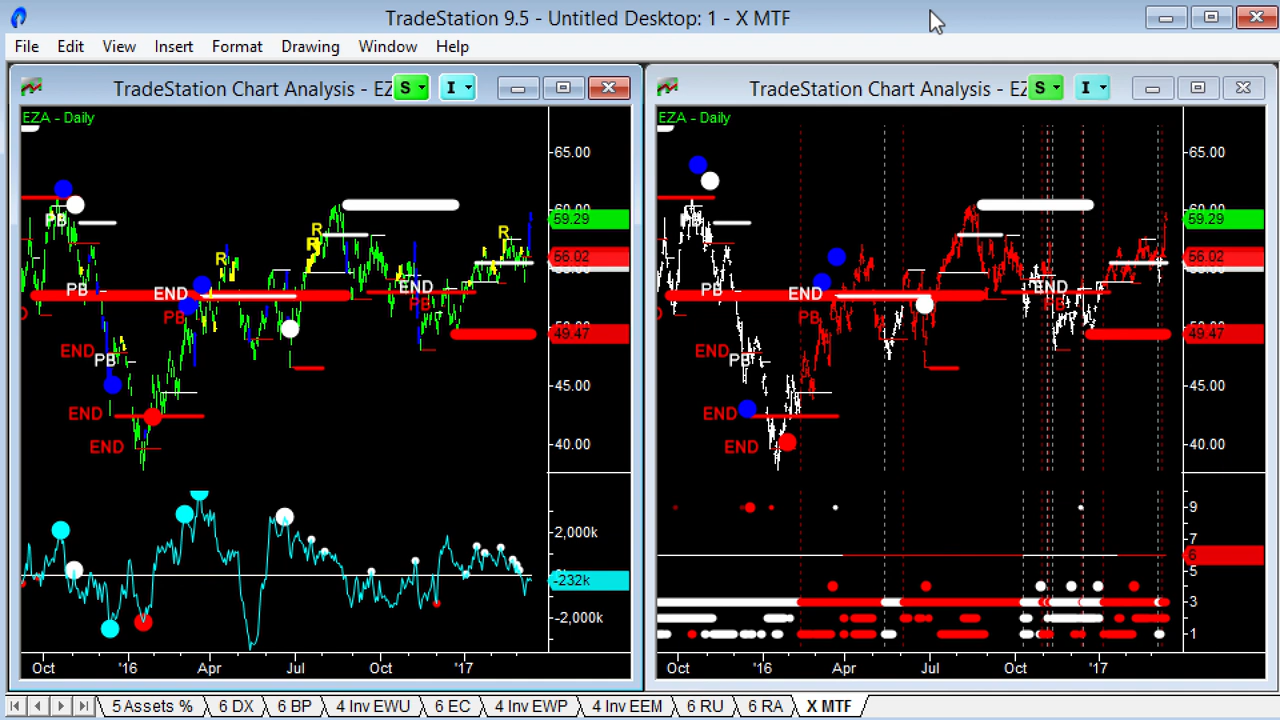 TradeStation 9.5 - Untitled Desktop: 1 - X MTF
File Edit View Insert Format Drawing Window Help
TradeStation Chart Analysis - EZ S I
EZA - Daily
65.00
59.29
56.02
49.47
45.00
40.00
PB
PB
PB
PB
PB
END
END
END
END
END
R
R
R
R
2,000k
-232k
-2,000k
Oct '16 Apr Jul Oct '17
TradeStation Chart Analysis - EZ S I
EZA - Daily
65.00
59.29
56.02
49.47
45.00
40.00
PB
PB
PB
PB
END
END
END
END
9
7
6
5
3
1
Oct '16 Apr Jul Oct '17
5 Assets % 6 DX 6 BP 4 Inv EWU 6 EC 4 Inv EWP 4 Inv EEM 6 RU 6 RA X MTF